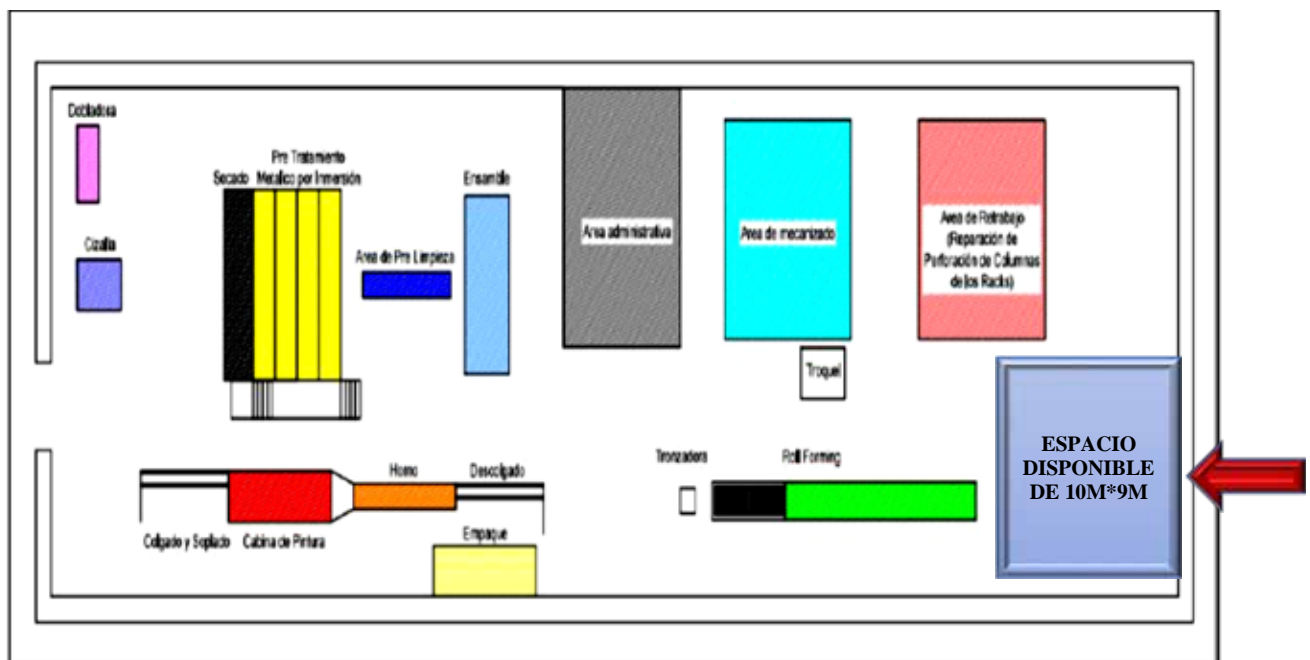 Dobladora
Cizalla
Secado
Pre Tratamiento
Metalico por Inmersión
Area de Pre Limpieza
Ensamble
Area administrativa
Area de mecanizado
Troquel
Area de Retrabajo
(Reparación de
Perforación de Columnas
de los Racks)
ESPACIO
DISPONIBLE
DE 10M*9M
Colgado y Soplado
Cabina de Pintura
Horno
Descolgado
Empaque
Tronzadora
Roll Forming